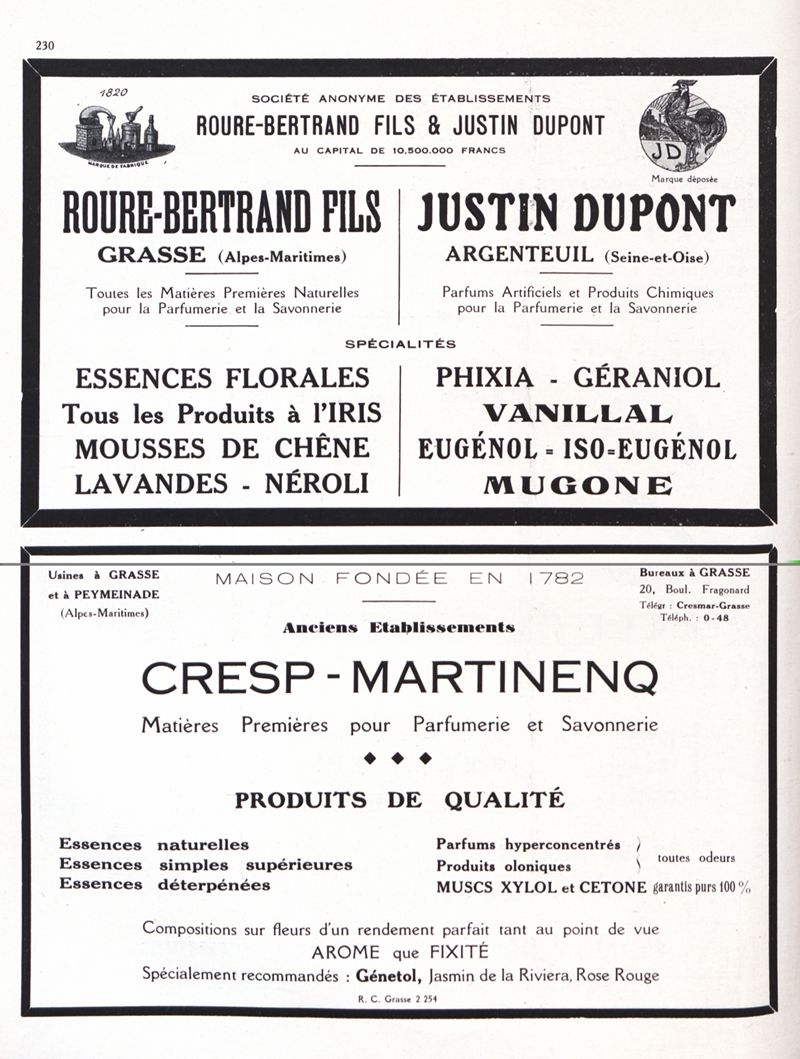 230
1820
MARQUE DE FABRIQUE
SOCIÉTÉ ANONYME DES ÉTABLISSEMENTS
ROURE-BERTRAND FILS & JUSTIN DUPONT
AU CAPITAL DE 10.500.000 FRANCS
JD
Marque déposée
ROURE-BERTRAND FILS
GRASSE (Alpes-Maritimes)
Toutes les Matières Premières Naturelles
pour la Parfumerie et la Savonnerie
JUSTIN DUPONT
ARGENTEUIL (Seine-et-Oise)
Parfums Artificiels et Produits Chimiques
pour la Parfumerie et la Savonnerie
SPÉCIALITÉS
ESSENCES FLORALES
Tous les Produits à l'IRIS
MOUSSES DE CHÊNE
LAVANDES - NÉROLI
PHIXIA - GÉRANIOL
VANILLAL
EUGÉNOL = ISO=EUGÉNOL
MUGONE
Usines à GRASSE
et à PEYMEINADE
(Alpes-Maritimes)
MAISON FONDÉE EN 1782
Bureaux à GRASSE
20, Boul. Fragonard
Télégr : Cresmar-Grasse
Téléph. : 0-48
Anciens Etablissements
CRESP-MARTINENQ
Matières Premières pour Parfumerie et Savonnerie
PRODUITS DE QUALITÉ
Essences naturelles
Essences simples supérieures
Essences déterpénées
Parfums hyperconcentrés
Produits oloniques
toutes odeurs
MUSCS XYLOL et CETONE garantis purs 100 %
Compositions sur fleurs d'un rendement parfait tant au point de vue
AROME que FIXITÉ
Spécialement recommandés : Génetol, Jasmin de la Riviera, Rose Rouge
R. C. Grasse 2 254